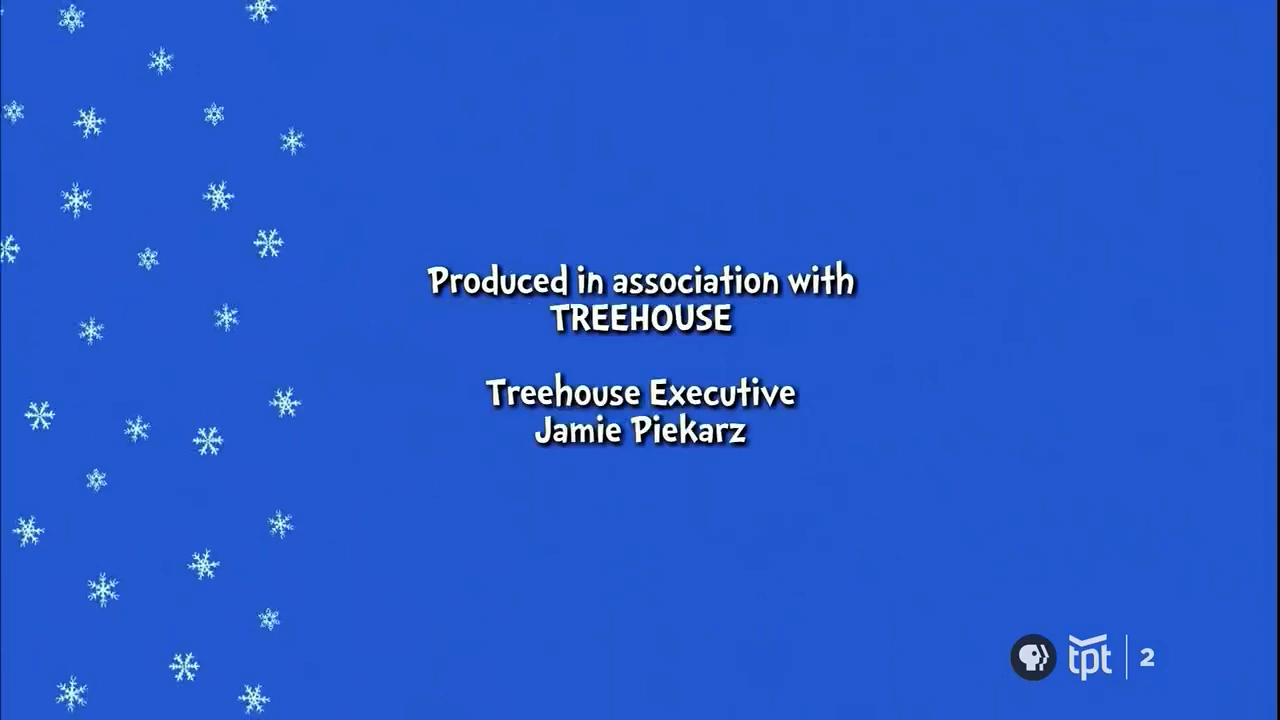 Produced in association with
TREEHOUSE
Treehouse Executive
Jamie Piekarz
tpt 2